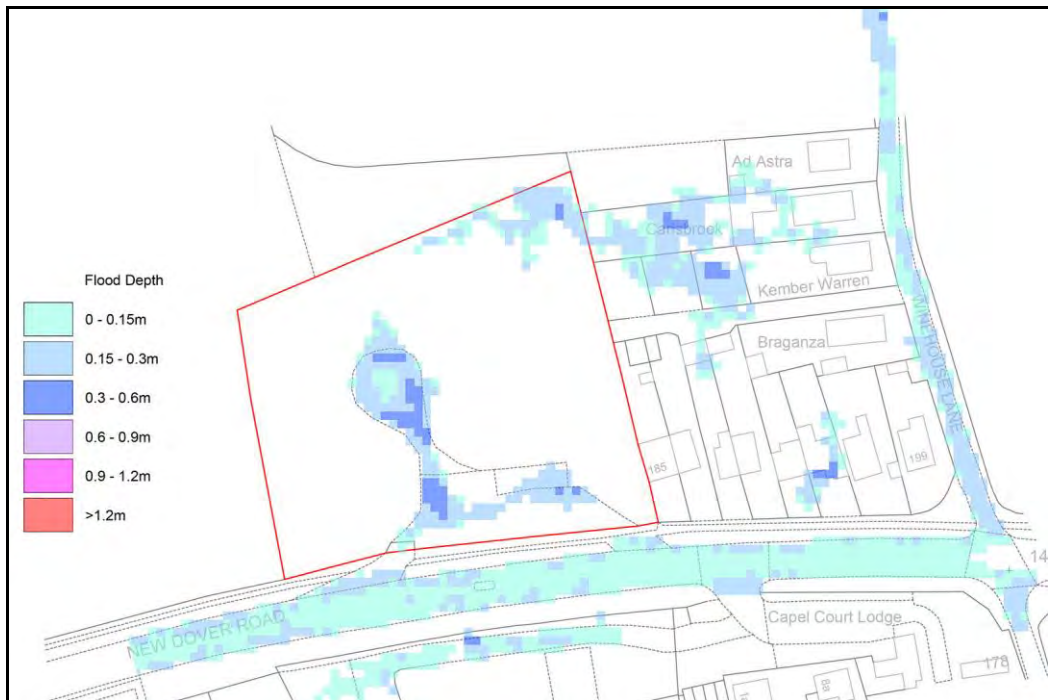 Ad Astra
Carisbrook
Flood Depth
0 - 0.15m
0.15 - 0.3m
0.3 - 0.6m
0.6 - 0.9m
0.9 - 1.2m
>1.2m
Kember Warren
Braganza
WINEHOUSE LANE
185
199
14
NEW DOVER ROAD
Capel Court Lodge
178
8a